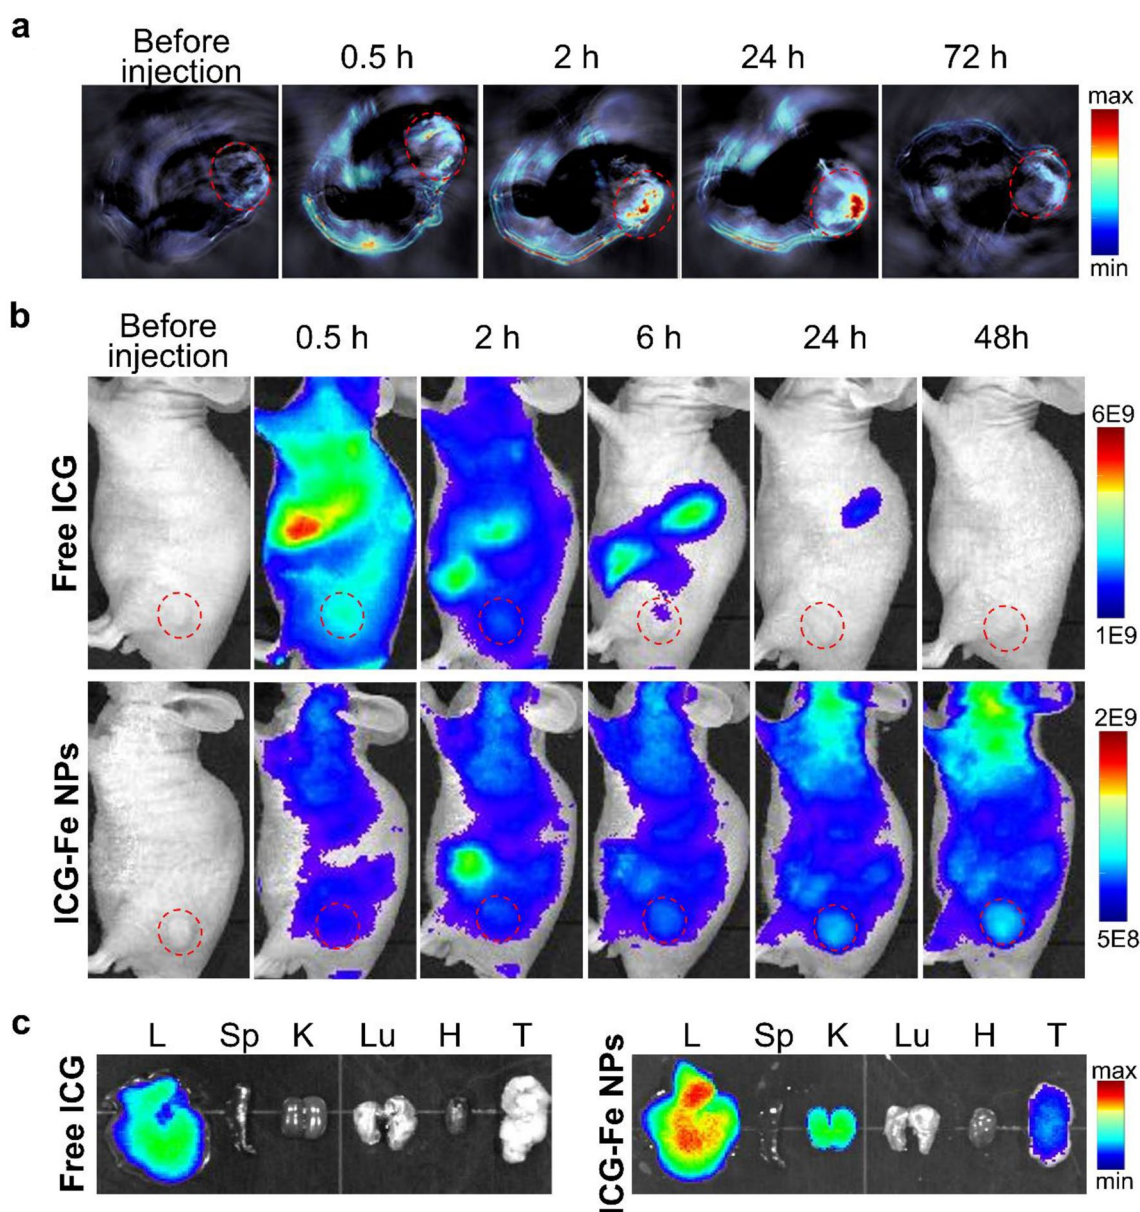 a
Before
injection
0.5 h
2 h
24 h
72 h
max
min
b
Before
injection
0.5 h
2 h
6 h
24 h
48h
Free ICG
6E9
1E9
ICG-Fe NPs
2E9
5E8
c
Free ICG
L Sp K Lu H T
ICG-Fe NPs
L Sp K Lu H T
max
min